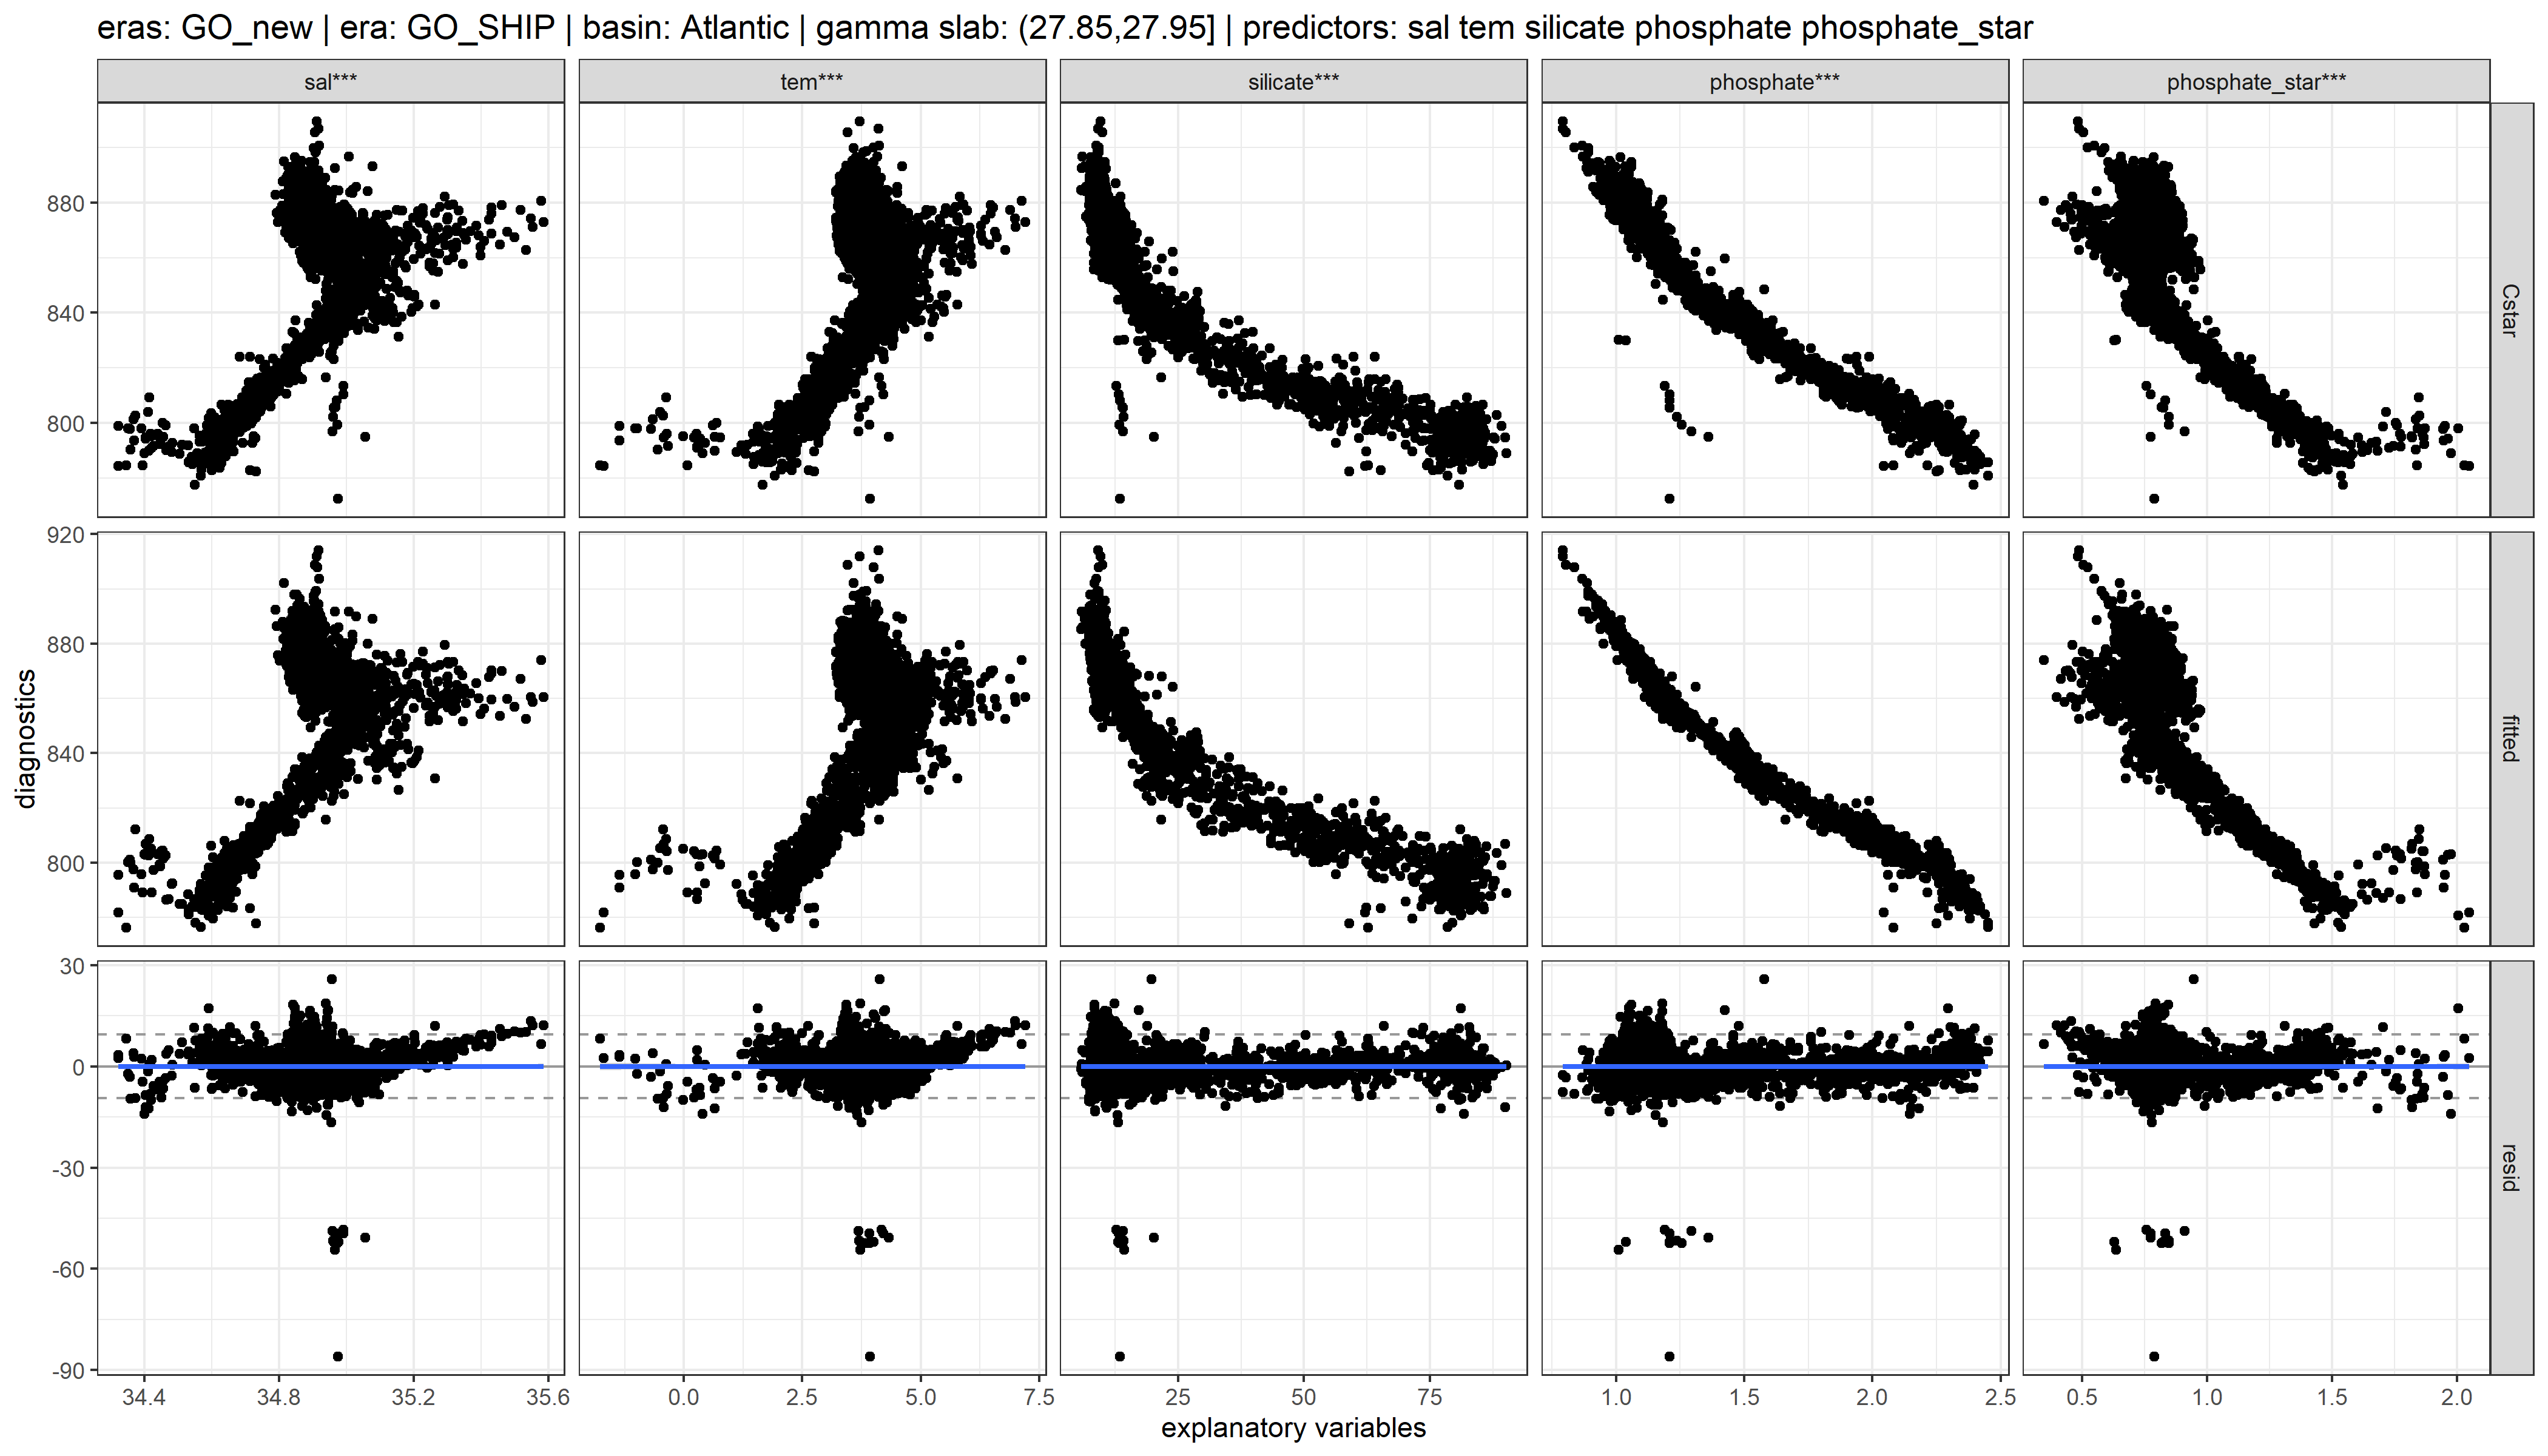 eras: GO_new | era: GO_SHIP | basin: Atlantic | gamma slab: (27.85,27.95] | predictors: sal tem silicate phosphate phosphate_star
sal*** tem*** silicate*** phosphate*** phosphate_star***
880
840
800
Cstar
920
880
840
800
fitted
diagnostics
30
0
-30
-60
-90
resid
34.4 34.8 35.2 35.6 0.0 2.5 5.0 7.5 25 50 75 1.0 1.5 2.0 2.5 0.5 1.0 1.5 2.0
explanatory variables